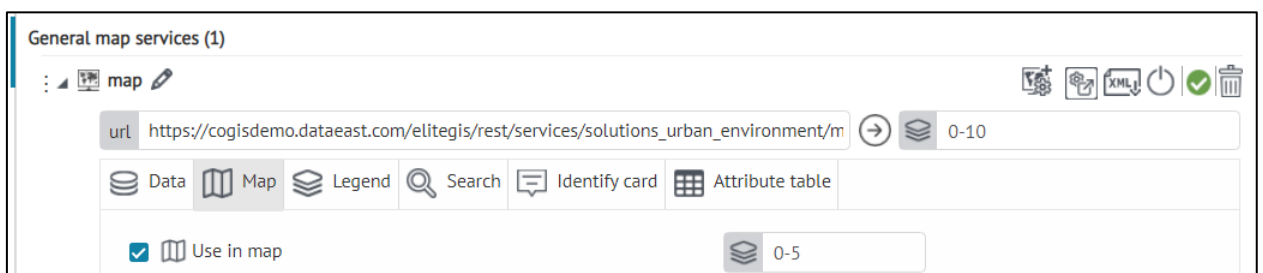 General map services (1)
map XML
url https://cogisdemo.dataeast.com/elitegis/rest/services/solutions_urban_environment/m 0-10
Data Map Legend Search Identify card Attribute table
Use in map 0-5